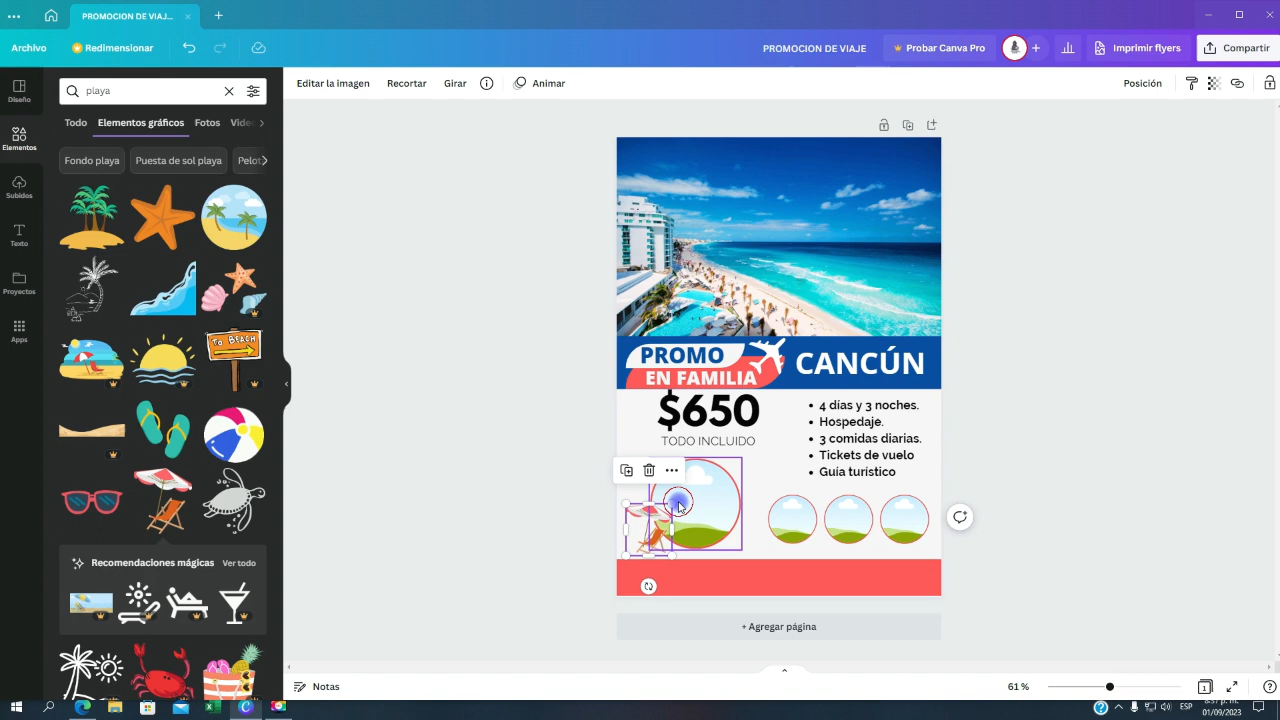 PROMOCION DE VIAJ...
Archivo
Redimensionar
PROMOCION DE VIAJE
Probar Canva Pro
Imprimir flyers
Compartir
Diseño
Elementos
Subidos
Texto
Proyectos
Apps
playa
Todo
Elementos gráficos
Fotos
Vide
Fondo playa
Puesta de sol playa
Pelot
TO BEACH
Recomendaciones mágicas
Ver todo
Editar la imagen
Recortar
Girar
Animar
Posición
PROMO
EN FAMILIA
CANCÚN
$650
TODO INCLUIDO
• 4 días y 3 noches.
• Hospedaje.
• 3 comidas diarias.
• Tickets de vuelo
• Guía turístico
+ Agregar página
Notas
61 %
1
ESP
01/09/2023